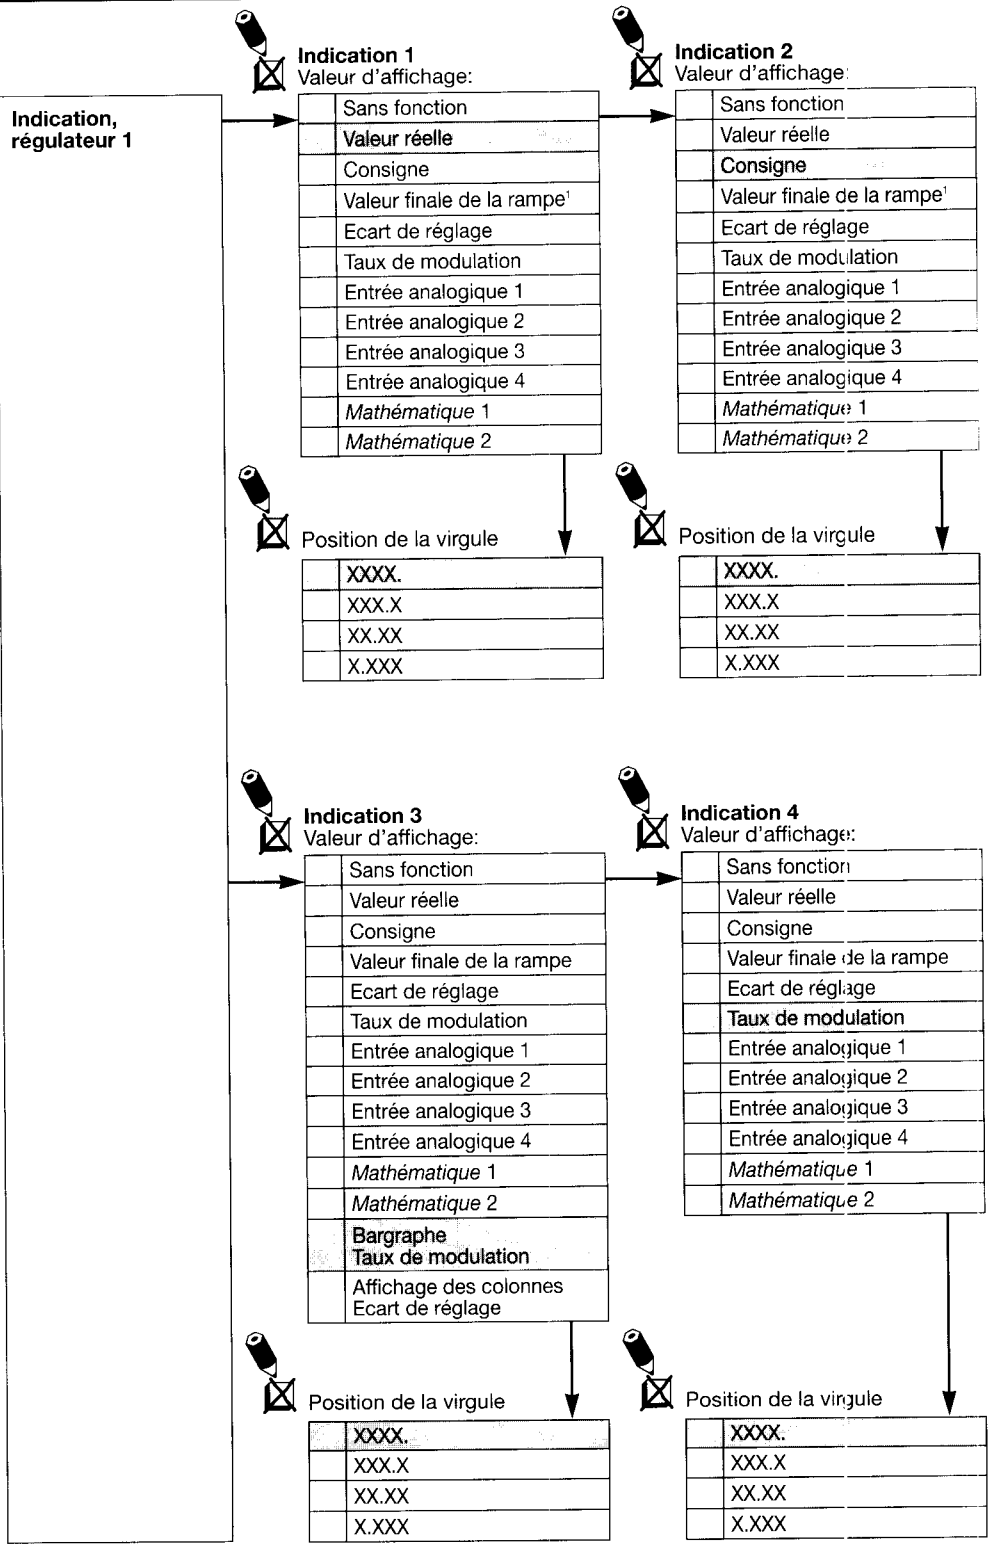 Indication,
régulateur 1
Indication 1
Valeur d'affichage:
Sans fonction
Valeur réelle
Consigne
Valeur finale de la rampe¹
Ecart de réglage
Taux de modulation
Entrée analogique 1
Entrée analogique 2
Entrée analogique 3
Entrée analogique 4
Mathématique 1
Mathématique 2
Position de la virgule
XXXX.
XXX.X
XX.XX
X.XXX
Indication 2
Valeur d'affichage:
Sans fonction
Valeur réelle
Consigne
Valeur finale de la rampe¹
Ecart de réglage
Taux de modulation
Entrée analogique 1
Entrée analogique 2
Entrée analogique 3
Entrée analogique 4
Mathématique 1
Mathématique 2
Position de la virgule
XXXX.
XXX.X
XX.XX
X.XXX
Indication 3
Valeur d'affichage:
Sans fonction
Valeur réelle
Consigne
Valeur finale de la rampe
Ecart de réglage
Taux de modulation
Entrée analogique 1
Entrée analogique 2
Entrée analogique 3
Entrée analogique 4
Mathématique 1
Mathématique 2
Bargraphe
Taux de modulation
Affichage des colonnes
Ecart de réglage
Position de la virgule
XXXX.
XXX.X
XX.XX
X.XXX
Indication 4
Valeur d'affichage:
Sans fonction
Valeur réelle
Consigne
Valeur finale de la rampe
Ecart de réglage
Taux de modulation
Entrée analogique 1
Entrée analogique 2
Entrée analogique 3
Entrée analogique 4
Mathématique 1
Mathématique 2
Position de la virgule
XXXX.
XXX.X
XX.XX
X.XXX